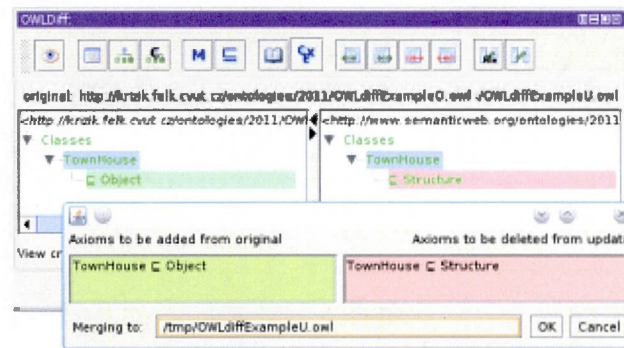 OWLDiff:
M ⊑
original: http://krizik.felk.cvut.cz/ontologies/2011/OWLdiffExampleO.owl ./OWLdiffExampleU.owl
<http://krizik.felk.cvut.cz/ontologies/2011/OWl
Classes
TownHouse
⊑ Object
<http://www.semanticweb.org/ontologies/2011
Classes
TownHouse
⊑ Structure
View cr
Axioms to be added from original
Axioms to be deleted from updat
TownHouse ⊑ Object
TownHouse ⊑ Structure
Merging to: /tmp/OWLdiffExampleU.owl OK Cancel